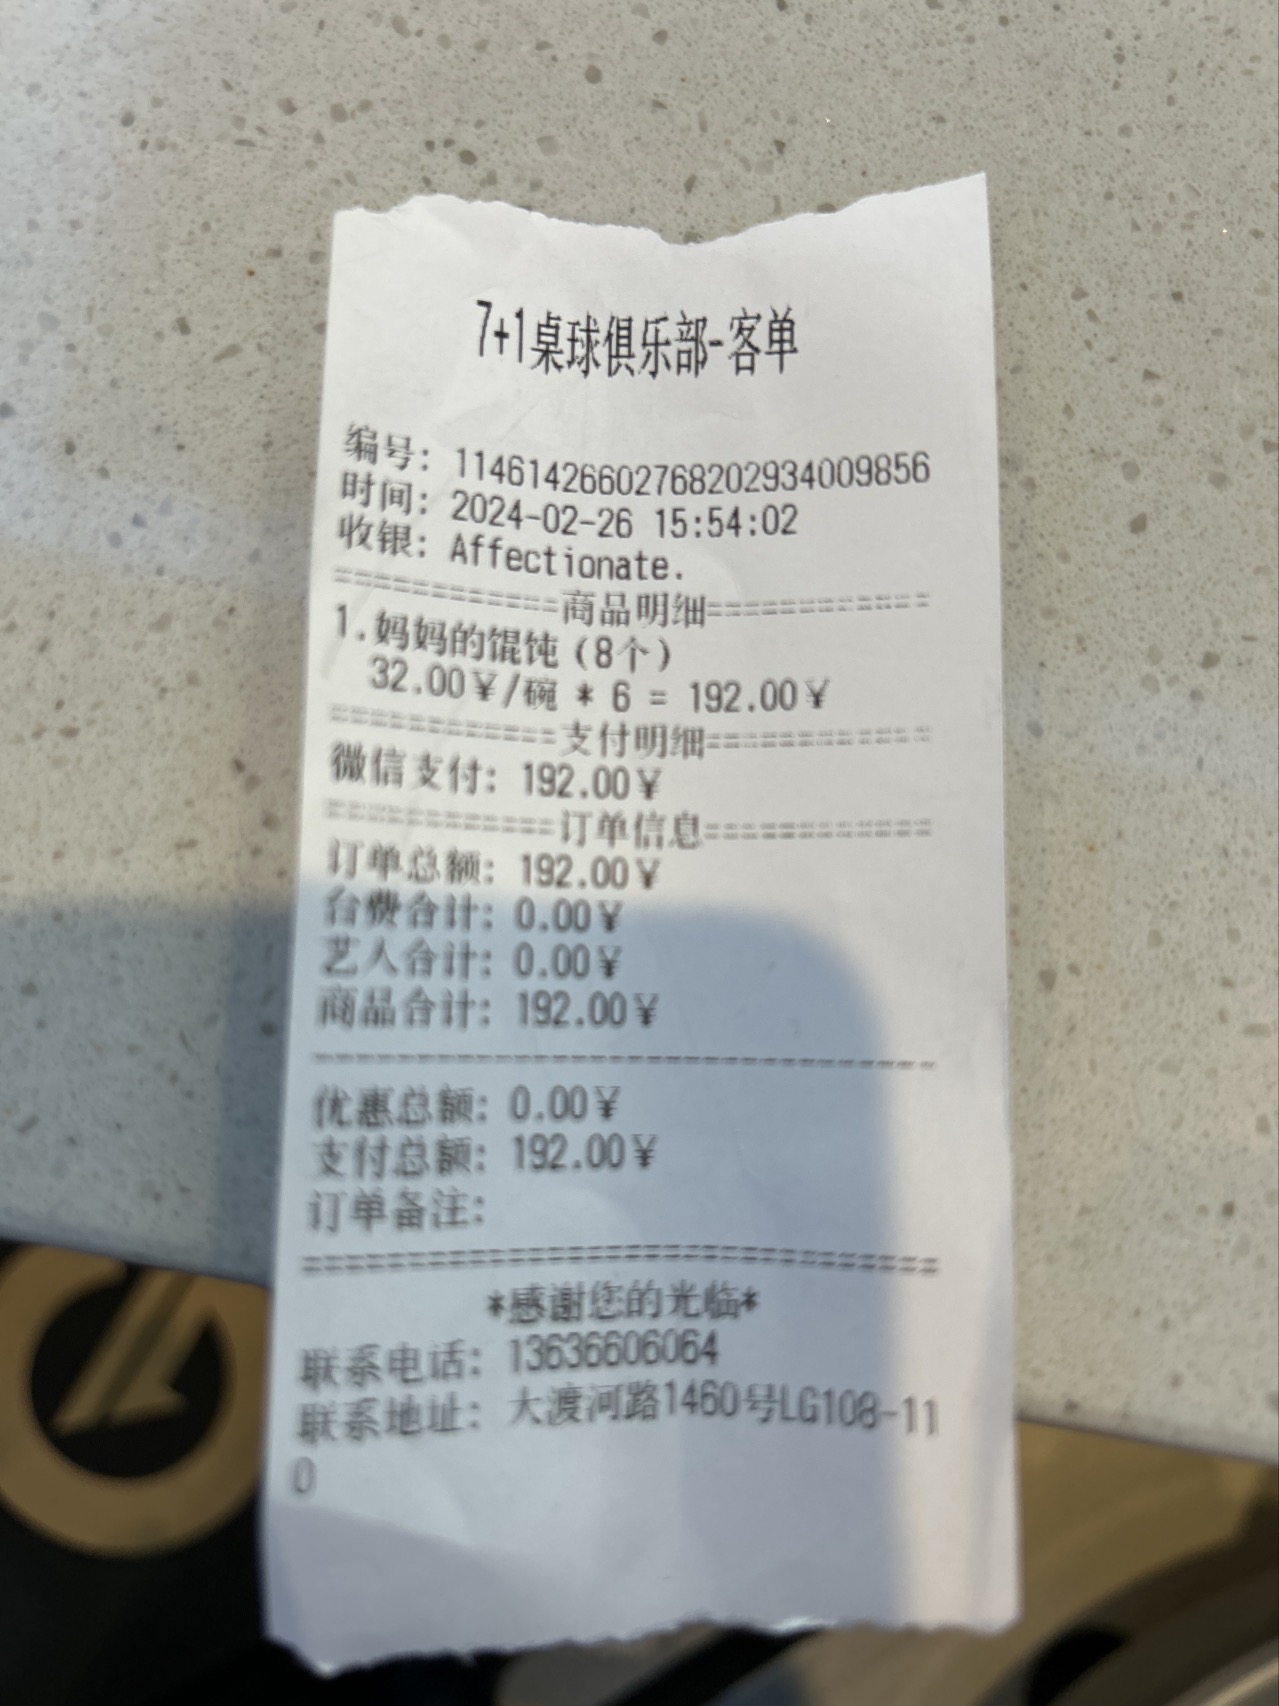 7+1桌球俱乐部-客单
编号: 114614266027682029340098​56
时间: 2024-02-26 15:54:02
收银: Affectionate.
============商品明细============
1.妈妈的馄饨(8个)
32.00¥/碗 * 6 = 192.00¥
============支付明细============
微信支付: 192.00¥
============订单信息============
订单总额: 192.00¥
台费合计: 0.00¥
艺人合计: 0.00¥
商品合计: 192.00¥
--------------------------------
优惠总额: 0.00¥
支付总额: 192.00¥
订单备注:
================================
*感谢您的光临*
联系电话: 13636606064
联系地址: 大渡河路1460号LG108-11
0